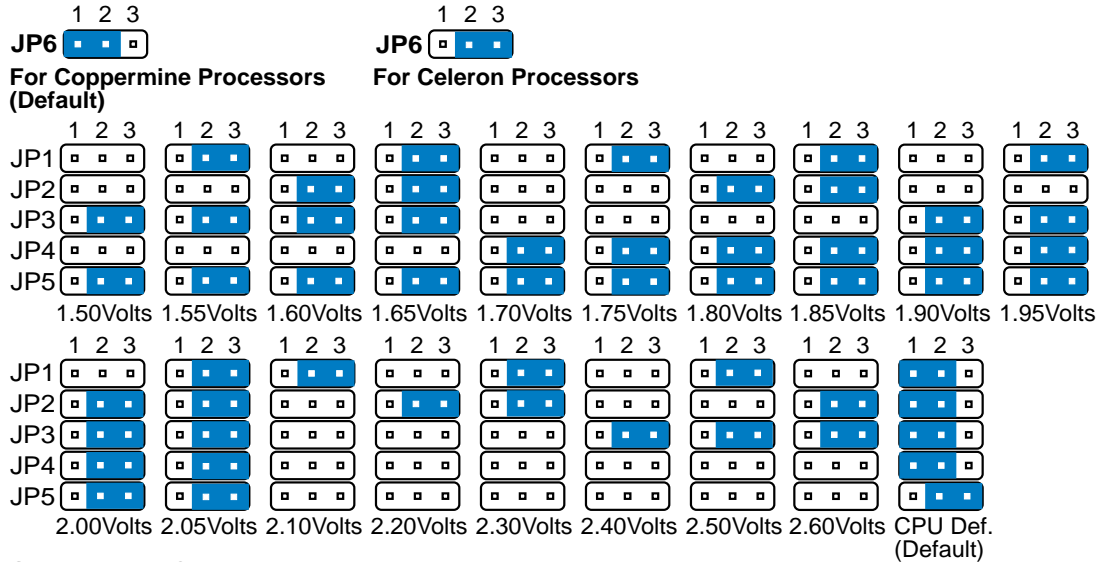 1 2 3 1 2 3
JP6 JP6
For Coppermine Processors For Celeron Processors
(Default)
1 2 3 1 2 3 1 2 3 1 2 3 1 2 3 1 2 3 1 2 3 1 2 3 1 2 3 1 2 3
JP1
JP2
JP3
JP4
JP5
1.50Volts 1.55Volts 1.60Volts 1.65Volts 1.70Volts 1.75Volts 1.80Volts 1.85Volts 1.90Volts 1.95Volts
1 2 3 1 2 3 1 2 3 1 2 3 1 2 3 1 2 3 1 2 3 1 2 3 1 2 3
JP1
JP2
JP3
JP4
JP5
2.00Volts 2.05Volts 2.10Volts 2.20Volts 2.30Volts 2.40Volts 2.50Volts 2.60Volts CPU Def.
(Default)